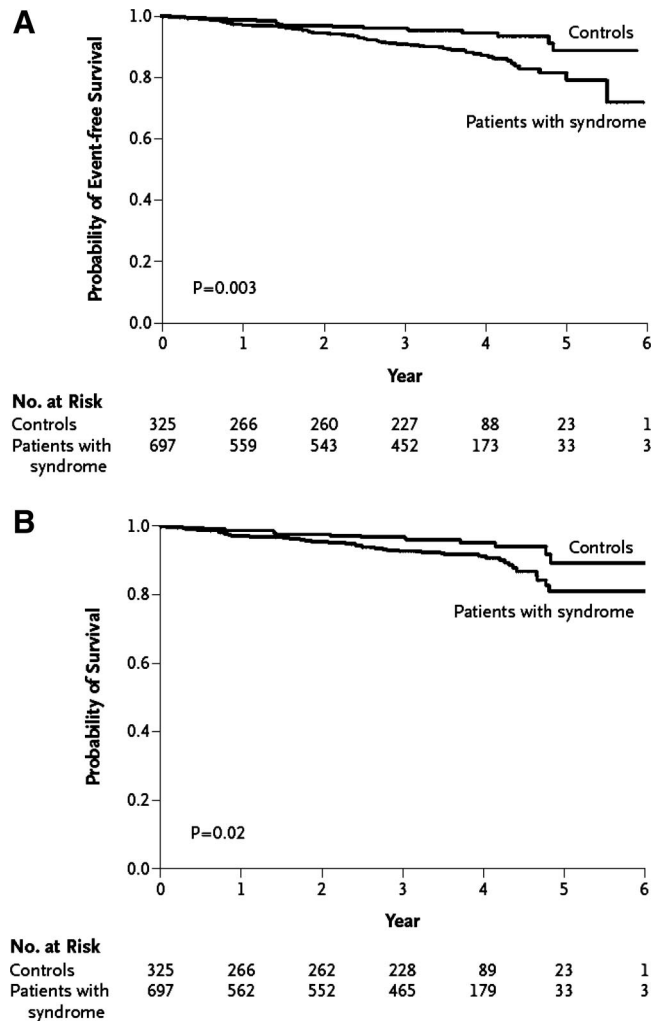 A
Probability of Event-free Survival
1.0
0.8
0.6
0.4
0.2
0.0
Controls
Patients with syndrome
P=0.003
0 1 2 3 4 5 6
Year
No. at Risk
Controls 325 266 260 227 88 23 1
Patients with 697 559 543 452 173 33 3
syndrome
B
Probability of Survival
1.0
0.8
0.6
0.4
0.2
0.0
Controls
Patients with syndrome
P=0.02
0 1 2 3 4 5 6
Year
No. at Risk
Controls 325 266 262 228 89 23 1
Patients with 697 562 552 465 179 33 3
syndrome